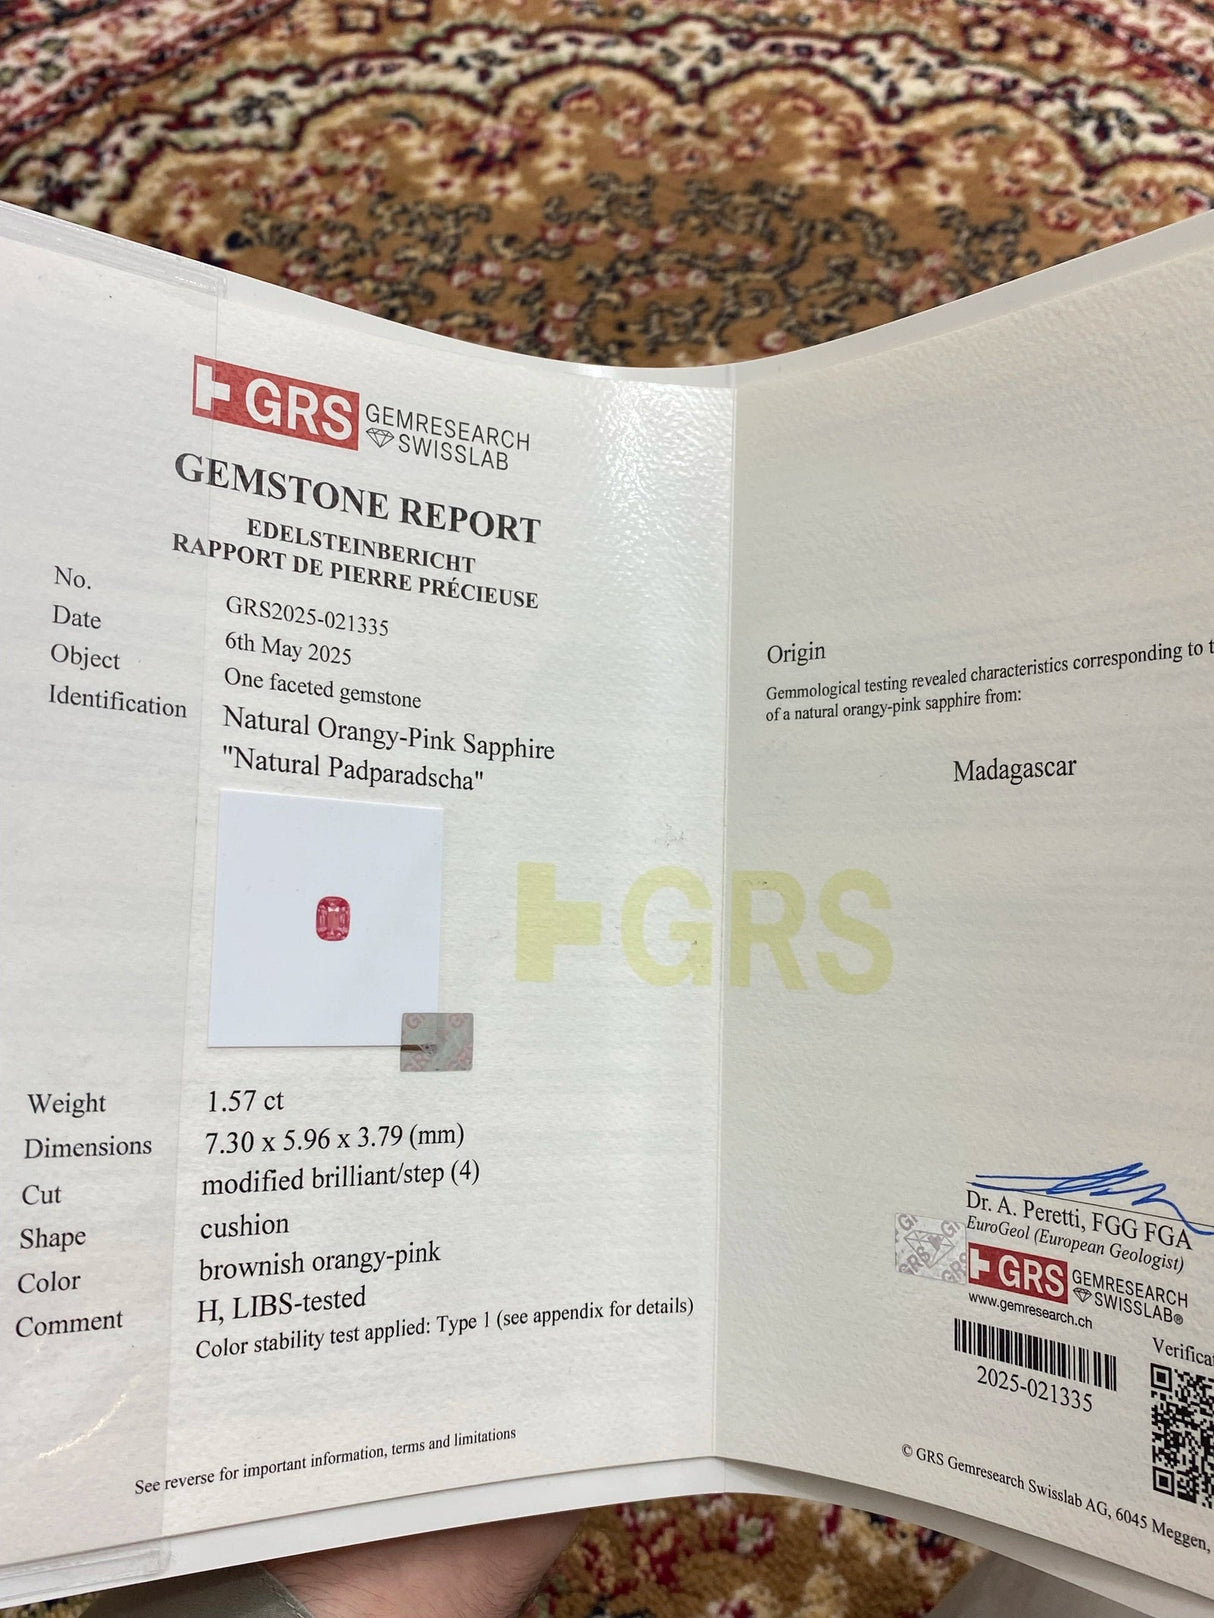 GRS GEMRESEARCH
SWISSLAB
GEMSTONE REPORT
EDELSTEINBERICHT
RAPPORT DE PIERRE PRÉCIEUSE
No. GRS2025-021335
Date 6th May 2025
Object One faceted gemstone
Identification Natural Orangy-Pink Sapphire
"Natural Padparadscha"
GRS
Weight 1.57 ct
Dimensions 7.30 x 5.96 x 3.79 (mm)
Cut modified brilliant/step (4)
Shape cushion
Color brownish orangy-pink
Comment H, LIBS-tested
Color stability test applied: Type 1 (see appendix for details)
See reverse for important information, terms and limitations
Origin
Gemmological testing revealed characteristics corresponding to
of a natural orangy-pink sapphire from:
Madagascar
Dr. A. Peretti, FGG FGA
EuroGeol (European Geologist)
GRS GEMRESEARCH
SWISSLAB®
www.gemresearch.ch
2025-021335
© GRS Gemresearch Swisslab AG, 6045 Meggen,